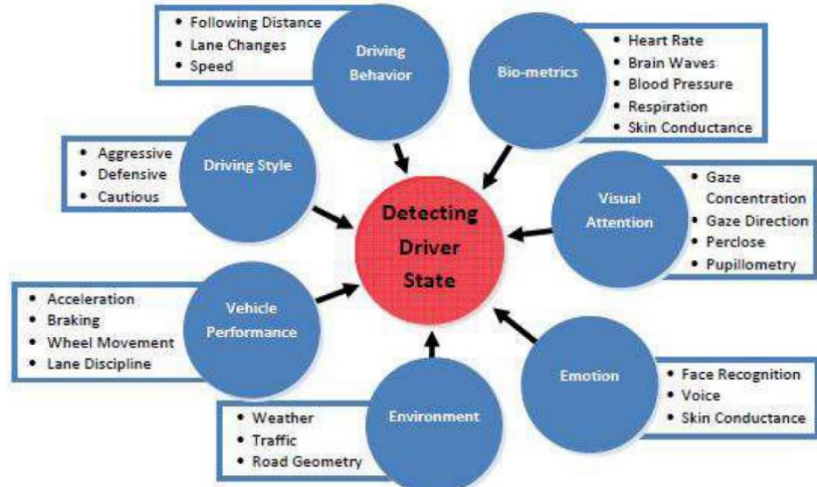 • Following Distance
• Lane Changes
• Speed
Driving
Behavior
Bio-metrics
• Heart Rate
• Brain Waves
• Blood Pressure
• Respiration
• Skin Conductance
• Aggressive
• Defensive
• Cautious
Driving Style
Detecting
Driver
State
Visual
Attention
• Gaze
Concentration
• Gaze Direction
• Perclose
• Pupillometry
• Acceleration
• Braking
• Wheel Movement
• Lane Discipline
Vehicle
Performance
• Weather
• Traffic
• Road Geometry
Environment
Emotion
• Face Recognition
• Voice
• Skin Conductance